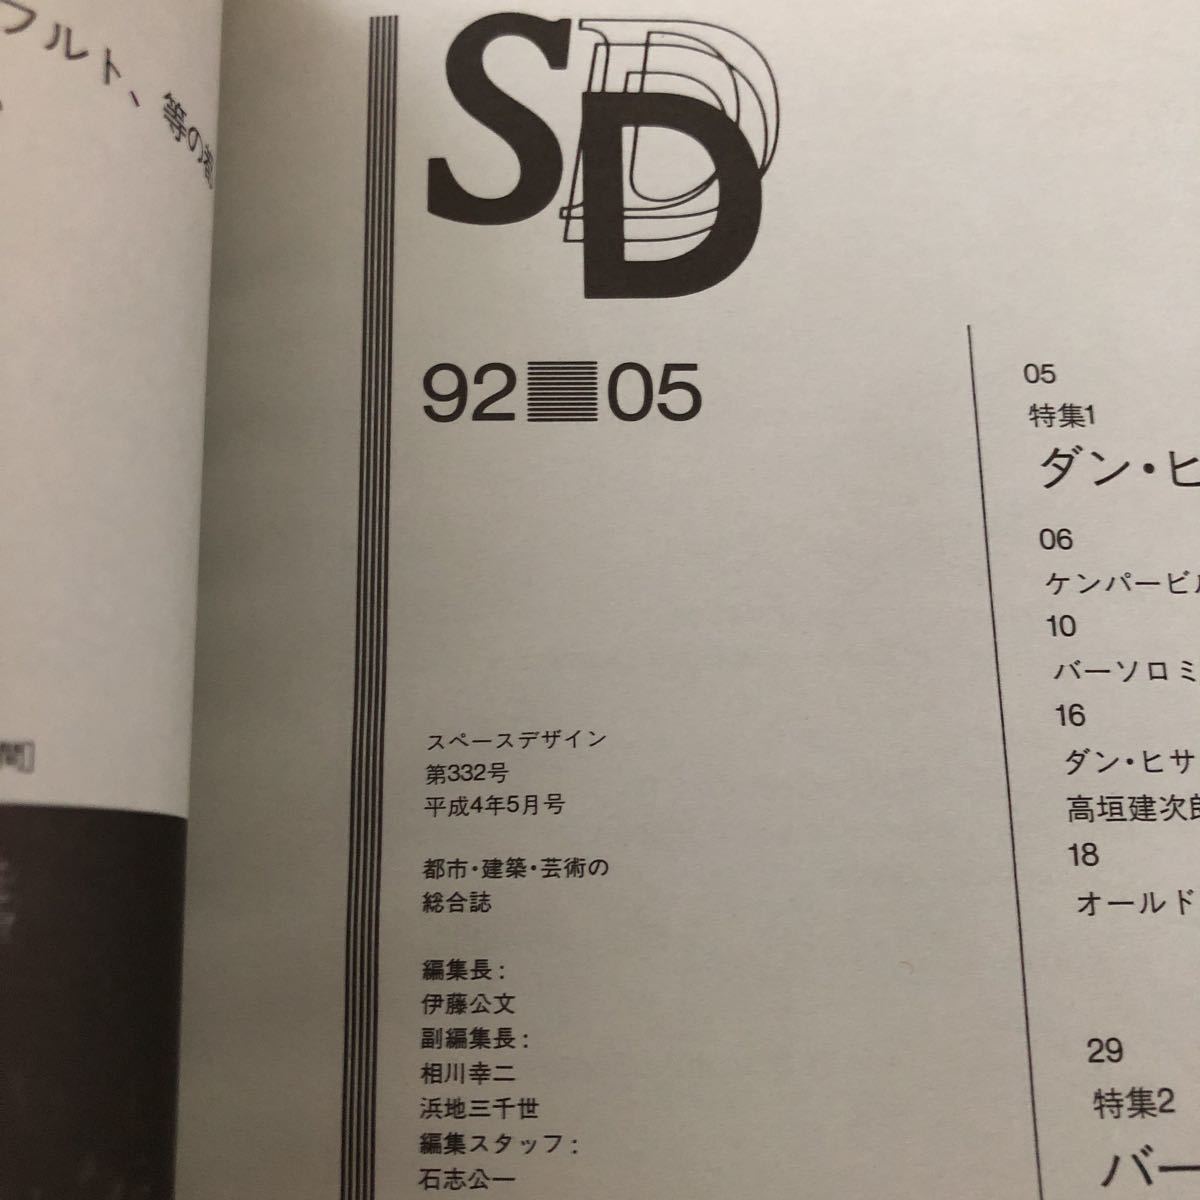 フルト、等の
間]
SD
92 05
スペースデザイン
第332号
平成4年5月号
都市・建築・芸術の
総合誌
編集長:
伊藤公文
副編集長:
相川幸二
浜地三千世
編集スタッフ:
石志公一
05
特集1
ダン・ヒ
06
ケンパービル
10
バーソロミ
16
ダン・ヒサ
高垣建次郎
18
オールド
29
特集2
バー